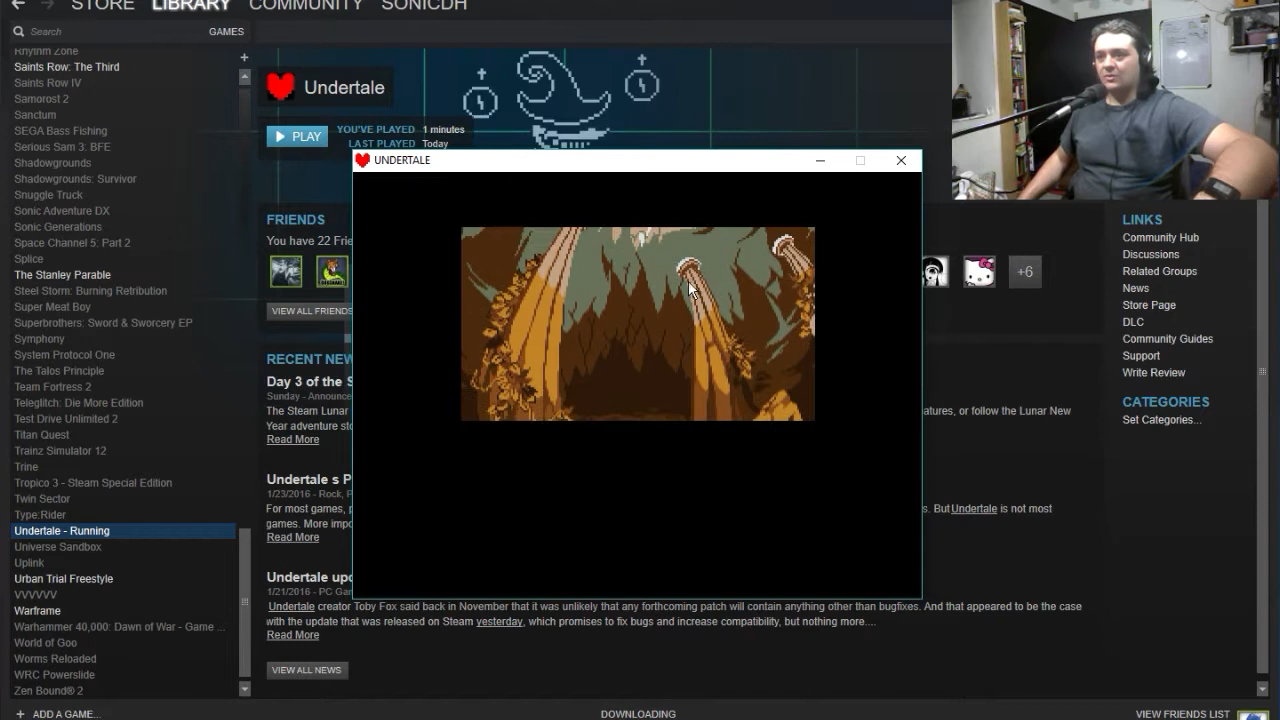 STORE LIBRARY COMMUNITY SONICDH
Search GAMES
Rhythm Zone
Saints Row: The Third
Saints Row IV
Samorost 2
Sanctum
SEGA Bass Fishing
Serious Sam 3: BFE
Shadowgrounds
Shadowgrounds: Survivor
Snuggle Truck
Sonic Adventure DX
Sonic Generations
Space Channel 5: Part 2
Splice
The Stanley Parable
Steel Storm: Burning Retribution
Super Meat Boy
Superbrothers: Sword & Sworcery EP
Symphony
System Protocol One
The Talos Principle
Team Fortress 2
Teleglitch: Die More Edition
Test Drive Unlimited 2
Titan Quest
Trainz Simulator 12
Trine
Tropico 3 - Steam Special Edition
Twin Sector
Type:Rider
Undertale - Running
Universe Sandbox
Uplink
Urban Trial Freestyle
VVVVVV
Warframe
Warhammer 40,000: Dawn of War - Game ...
World of Goo
Worms Reloaded
WRC Powerslide
Zen Bound® 2
+ ADD A GAME...
Undertale
PLAY
YOU'VE PLAYED 1 minutes
LAST PLAYED Today
UNDERTALE
FRIENDS
You have 22 Frie
+6
VIEW ALL FRIENDS
RECENT NEW
Day 3 of the S
Sunday - Announce
The Steam Lunar
Year adventure sto
eatures, or follow the Lunar New
Read More
Undertale s P
1/23/2016 - Rock, P
For most games, p
games. More impo
s. But Undertale is not most
Read More
Undertale upd
1/21/2016 - PC Gam
Undertale creator Toby Fox said back in November that it was unlikely that any forthcoming patch will contain anything other than bugfixes. And that appeared to be the case
with the update that was released on Steam yesterday, which promises to fix bugs and increase compatibility, but nothing more....
Read More
VIEW ALL NEWS
LINKS
Community Hub
Discussions
Related Groups
News
Store Page
DLC
Community Guides
Support
Write Review
CATEGORIES
Set Categories...
DOWNLOADING
VIEW FRIENDS LIST